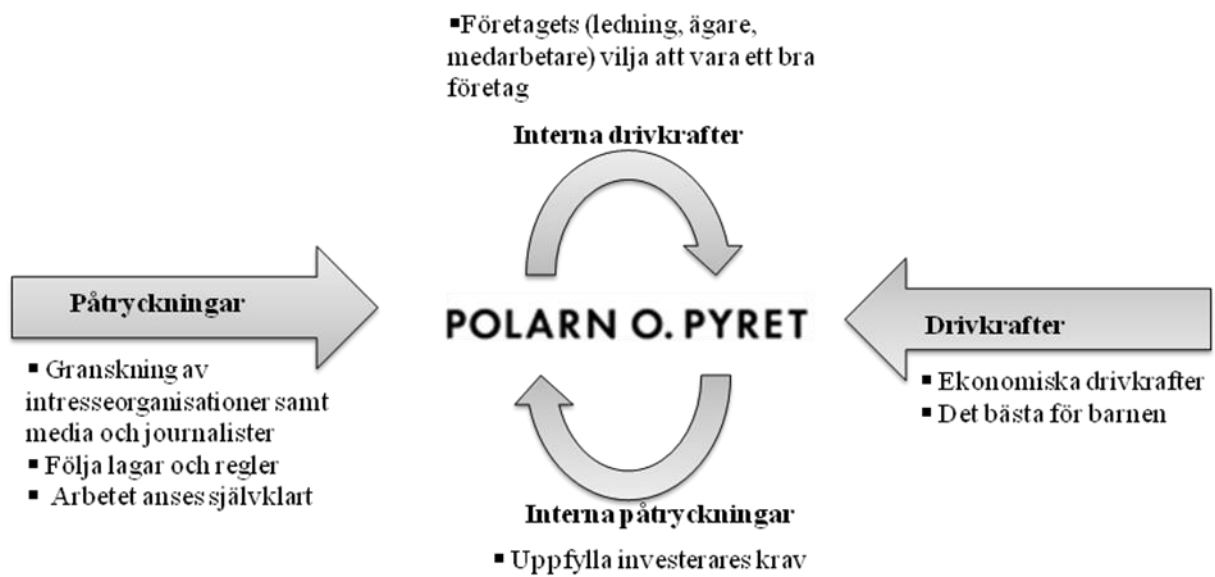 ▪Företagets (ledning, ägare,
medarbetare) vilja att vara ett bra
företag
Interna drivkrafter
Påtryckningar
▪ Granskning av
intresseorganisationer samt
media och journalister
▪ Följa lagar och regler
▪ Arbetet anses självklart
POLARN O. PYRET
Drivkrafter
▪ Ekonomiska drivkrafter
▪ Det bästa för barnen
Interna påtryckningar
▪ Uppfylla investerares krav